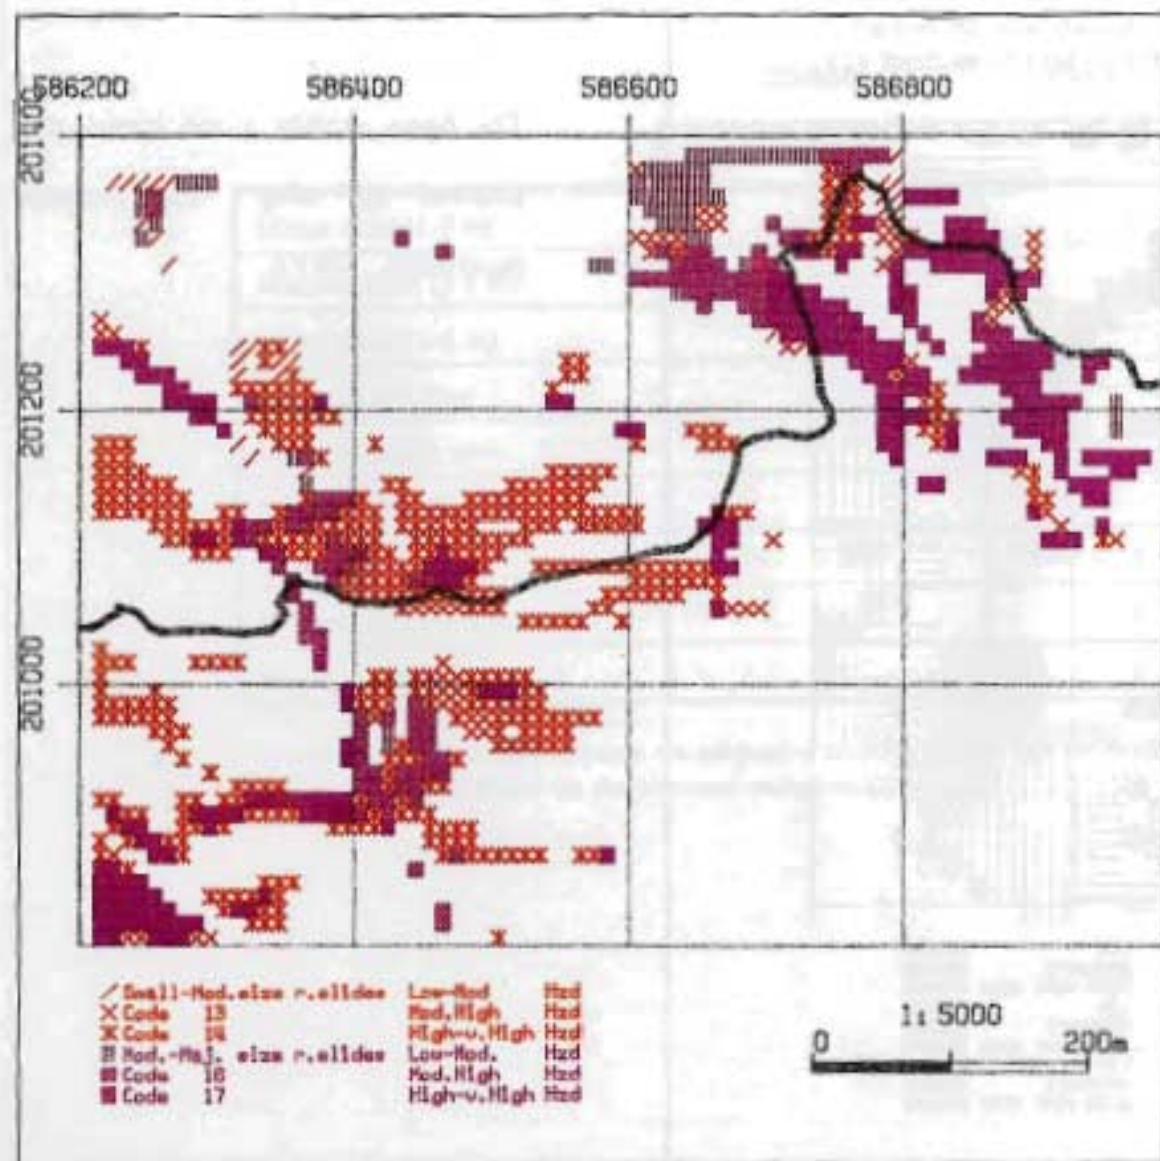 586200 586400 586600 586800
201400
201200
201000
Small-Mod.size r.slides Low-Mod Hzd
Code 13 Mod.High Hzd
Code 14 High-v.High Hzd
Mod.-Maj. size r.slides Low-Mod. Hzd
Code 16 Mod.High Hzd
Code 17 High-v.High Hzd
1: 5000
0 200m